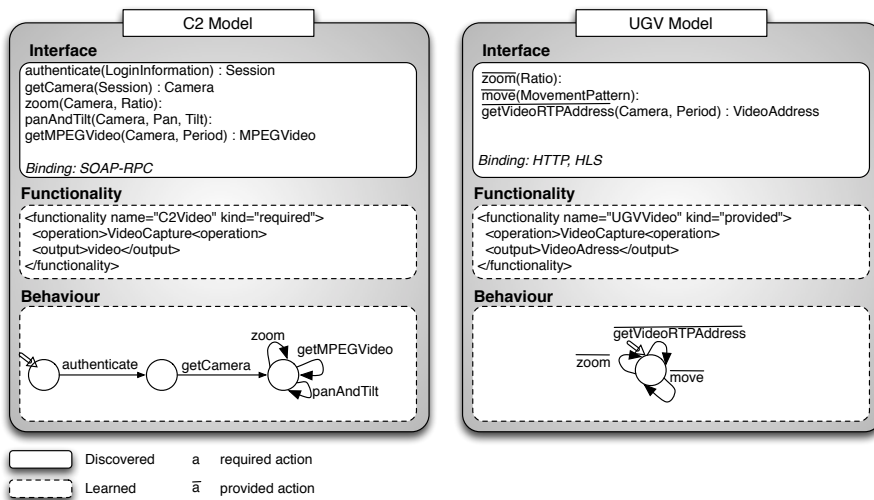 C2 Model
Interface
authenticate(LoginInformation) : Session
getCamera(Session) : Camera
zoom(Camera, Ratio):
panAndTilt(Camera, Pan, Tilt):
getMPEGVideo(Camera, Period) : MPEGVideo
Binding: SOAP-RPC
Functionality
<functionality name="C2Video" kind="required">
<operation>VideoCapture<operation>
<output>video</output>
</functionality>
Behaviour
authenticate
getCamera
zoom
getMPEGVideo
panAndTilt
UGV Model
Interface
zoom(Ratio):
move(MovementPattern):
getVideoRTPAddress(Camera, Period) : VideoAddress
Binding: HTTP, HLS
Functionality
<functionality name="UGVVideo" kind="provided">
<operation>VideoCapture<operation>
<output>VideoAdress</output>
</functionality>
Behaviour
getVideoRTPAddress
zoom
move
Discovered a required action
Learned a provided action